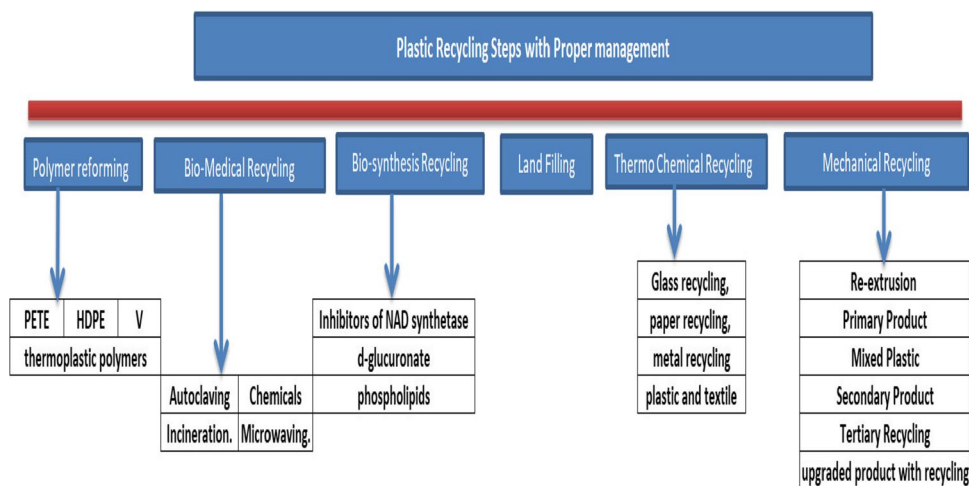 Plastic Recycling Steps with Proper management
Polymer reforming
Bio-Medical Recycling
Bio-synthesis Recycling
Land Filling
Thermo Chemical Recycling
Mechanical Recycling
PETE HDPE V
thermoplastic polymers
Autoclaving Chemicals
Incineration. Microwaving.
Inhibitors of NAD synthetase
d-glucuronate
phospholipids
Glass recycling,
paper recycling,
metal recycling
plastic and textile
Re-extrusion
Primary Product
Mixed Plastic
Secondary Product
Tertiary Recycling
upgraded product with recycling